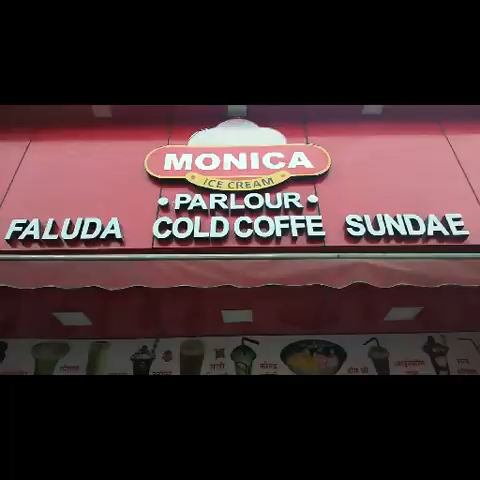 MONICA
ICE CREAM
• PARLOUR •
FALUDA COLD COFFE SUNDAE